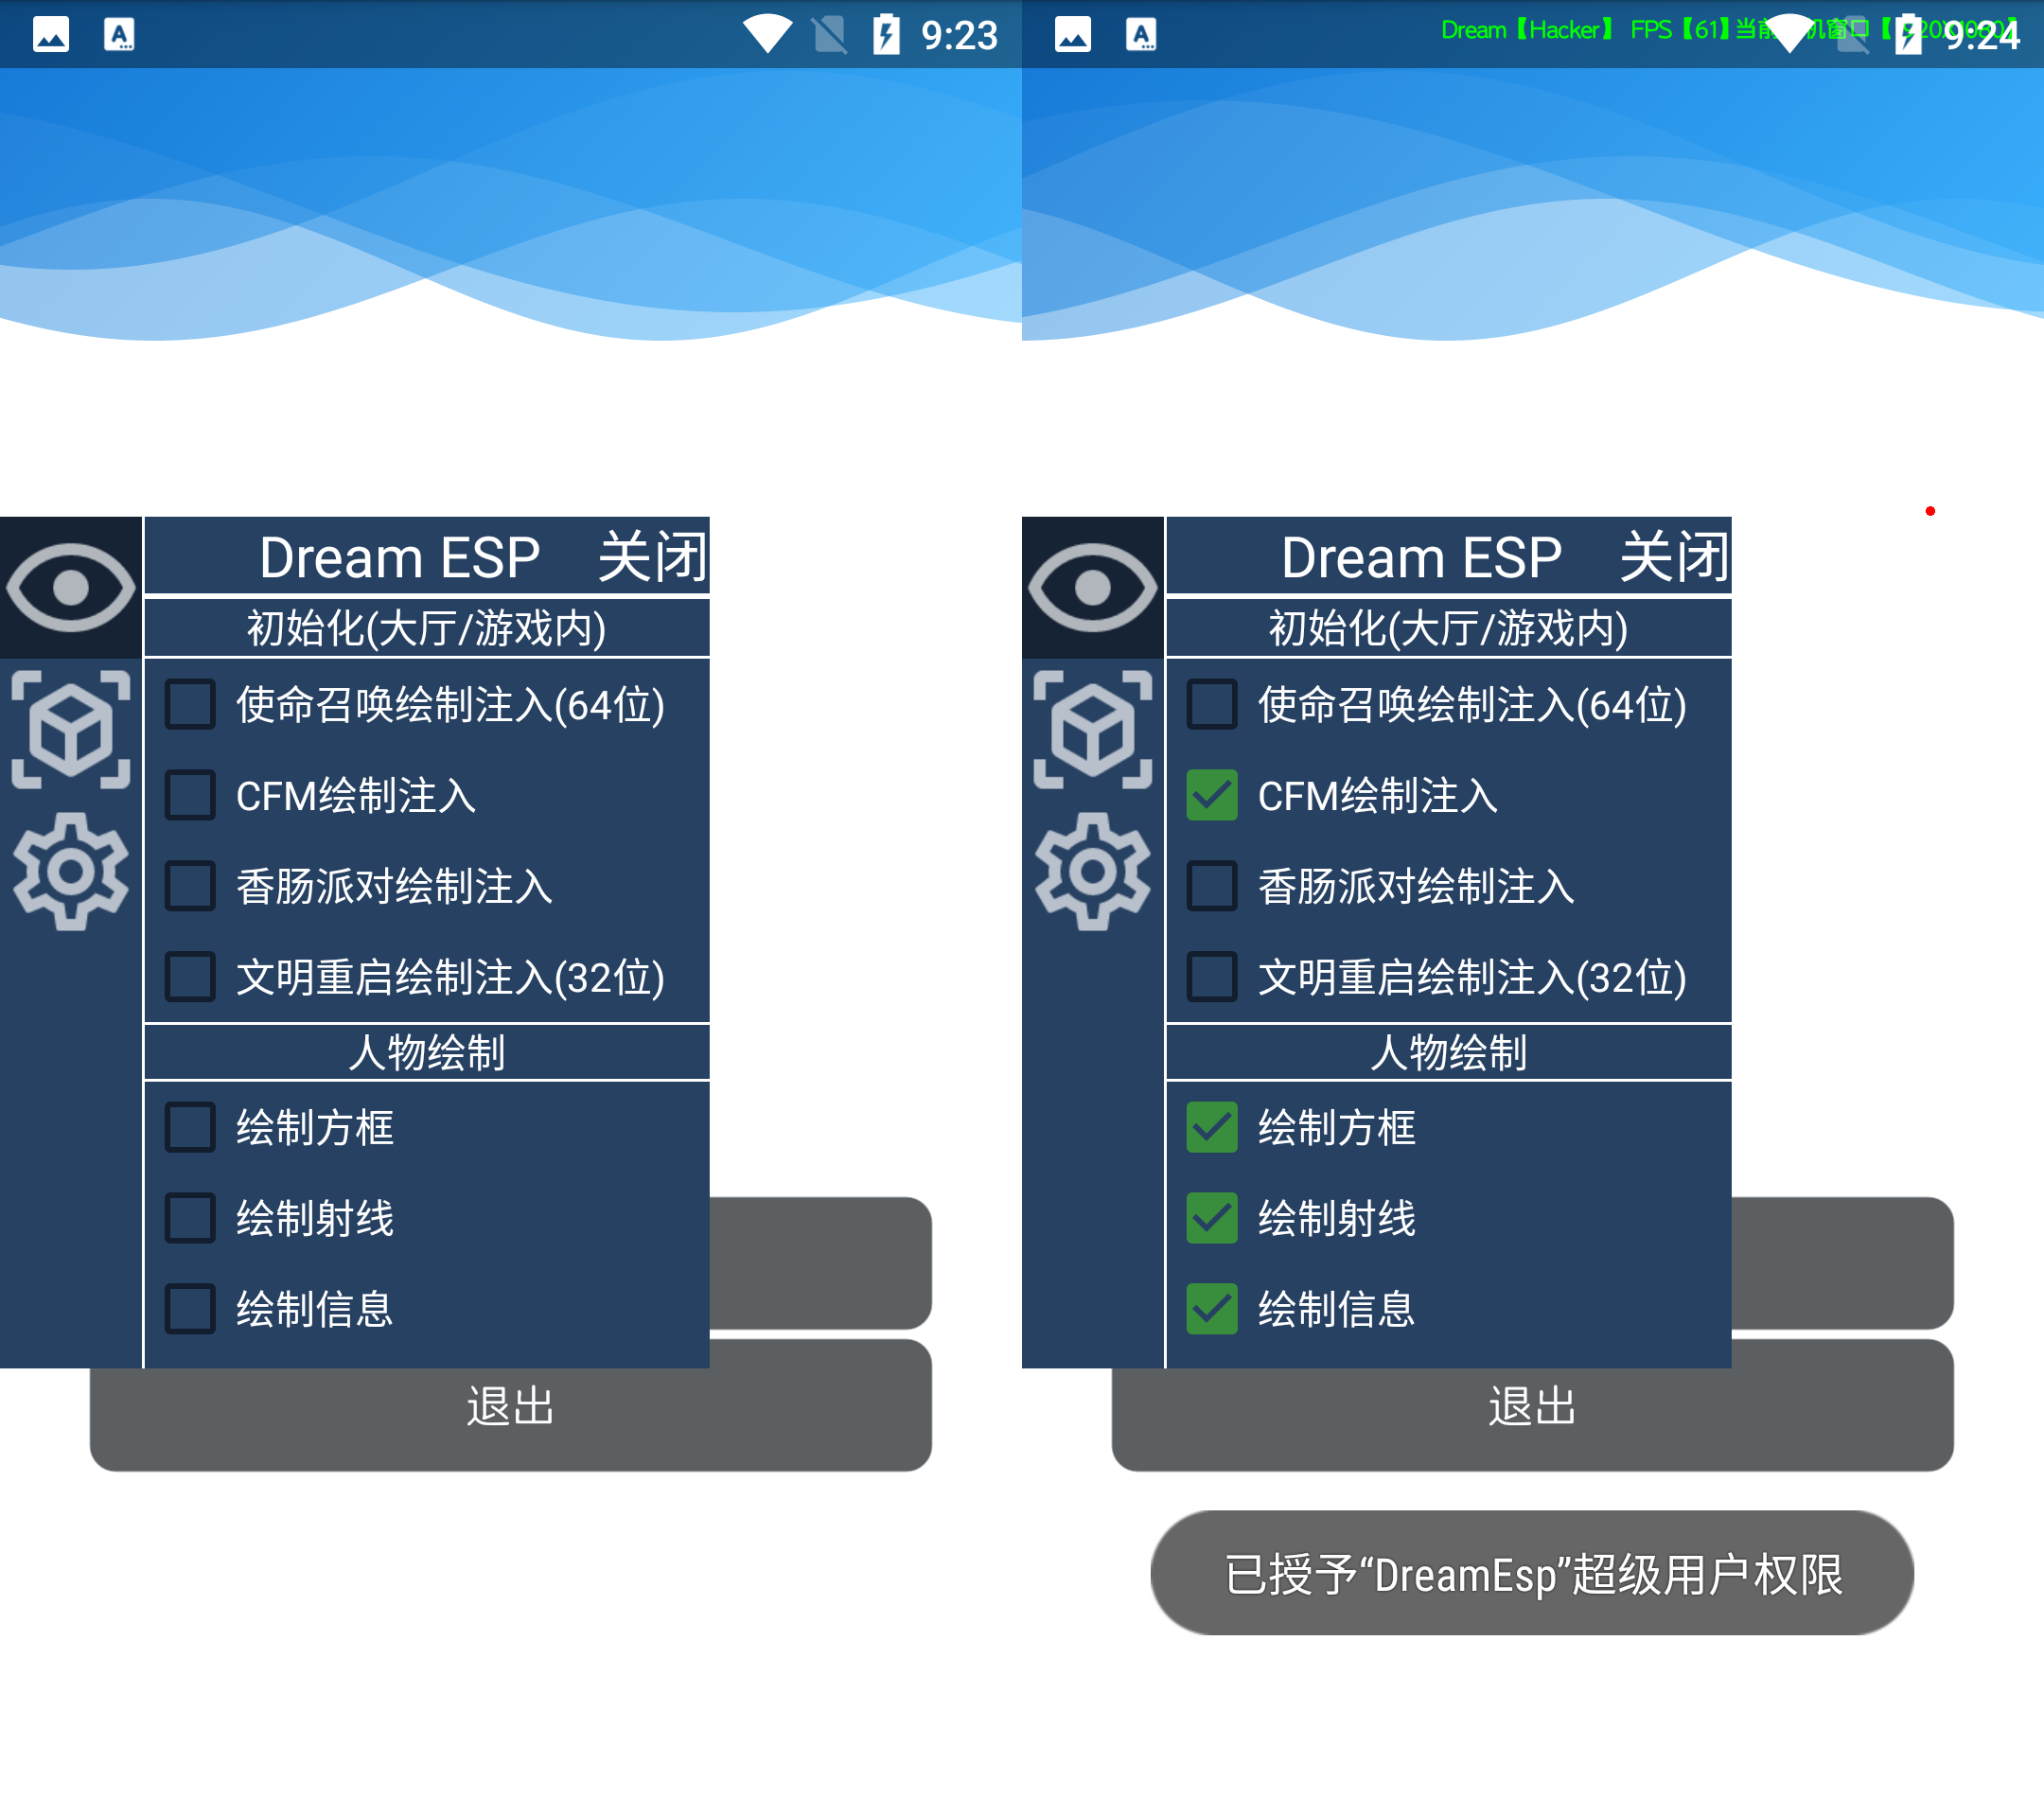 9:23
Dream ESP 关闭
初始化(大厅/游戏内)
使命召唤绘制注入(64位)
CFM绘制注入
香肠派对绘制注入
文明重启绘制注入(32位)
人物绘制
绘制方框
绘制射线
绘制信息
退出
Dream【Hacker】 FPS【61】当前
9:24
Dream ESP 关闭
初始化(大厅/游戏内)
使命召唤绘制注入(64位)
CFM绘制注入
香肠派对绘制注入
文明重启绘制注入(32位)
人物绘制
绘制方框
绘制射线
绘制信息
退出
已授予“DreamEsp”超级用户权限